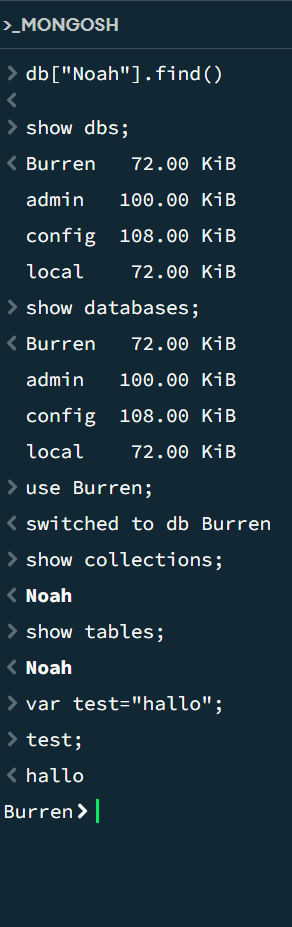 >_MONGOSH
> db["Noah"].find()
<
> show dbs;
< Burren   72.00 KiB
admin   100.00 KiB
config  108.00 KiB
local    72.00 KiB
> show databases;
< Burren   72.00 KiB
admin   100.00 KiB
config  108.00 KiB
local    72.00 KiB
> use Burren;
< switched to db Burren
> show collections;
< Noah
> show tables;
< Noah
> var test="hallo";
> test;
< hallo
Burren>